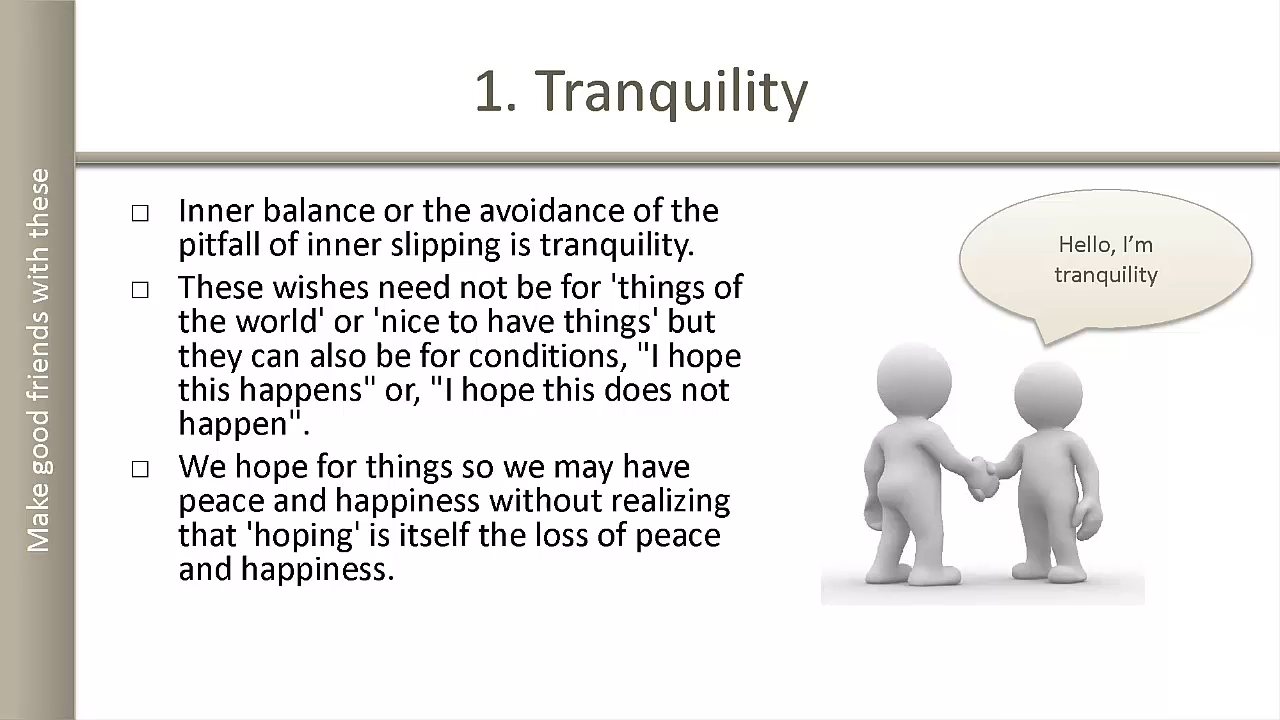 1. Tranquility
Make good friends with these
□ Inner balance or the avoidance of the
pitfall of inner slipping is tranquility.
□ These wishes need not be for 'things of
the world' or 'nice to have things' but
they can also be for conditions, "I hope
this happens" or, "I hope this does not
happen".
□ We hope for things so we may have
peace and happiness without realizing
that 'hoping' is itself the loss of peace
and happiness.
Hello, I’m
tranquility